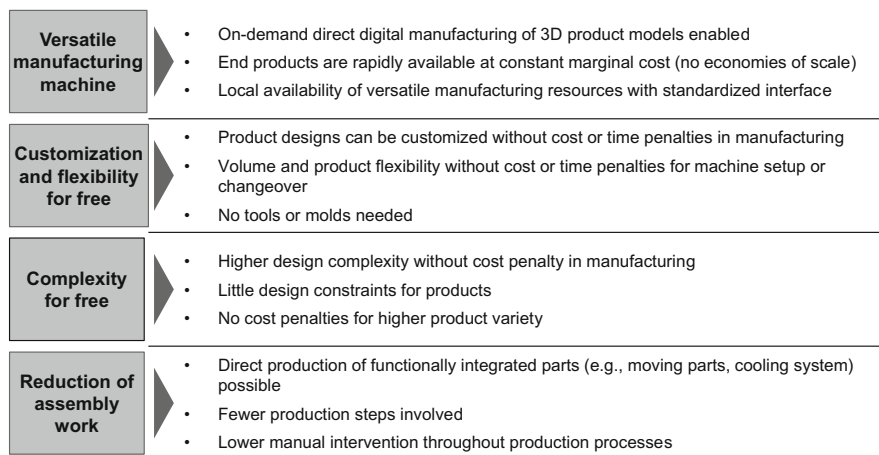 Versatile
manufacturing
machine
• On-demand direct digital manufacturing of 3D product models enabled
• End products are rapidly available at constant marginal cost (no economies of scale)
• Local availability of versatile manufacturing resources with standardized interface
Customization
and flexibility
for free
• Product designs can be customized without cost or time penalties in manufacturing
• Volume and product flexibility without cost or time penalties for machine setup or
changeover
• No tools or molds needed
Complexity
for free
• Higher design complexity without cost penalty in manufacturing
• Little design constraints for products
• No cost penalties for higher product variety
Reduction of
assembly
work
• Direct production of functionally integrated parts (e.g., moving parts, cooling system)
possible
• Fewer production steps involved
• Lower manual intervention throughout production processes